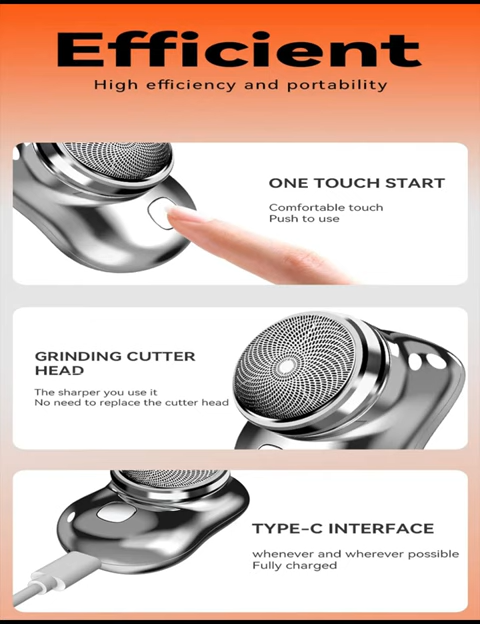 Efficient
High efficiency and portability
ONE TOUCH START
Comfortable touch
Push to use
GRINDING CUTTER
HEAD
The sharper you use it
No need to replace the cutter head
TYPE-C INTERFACE
whenever and wherever possible
Fully charged